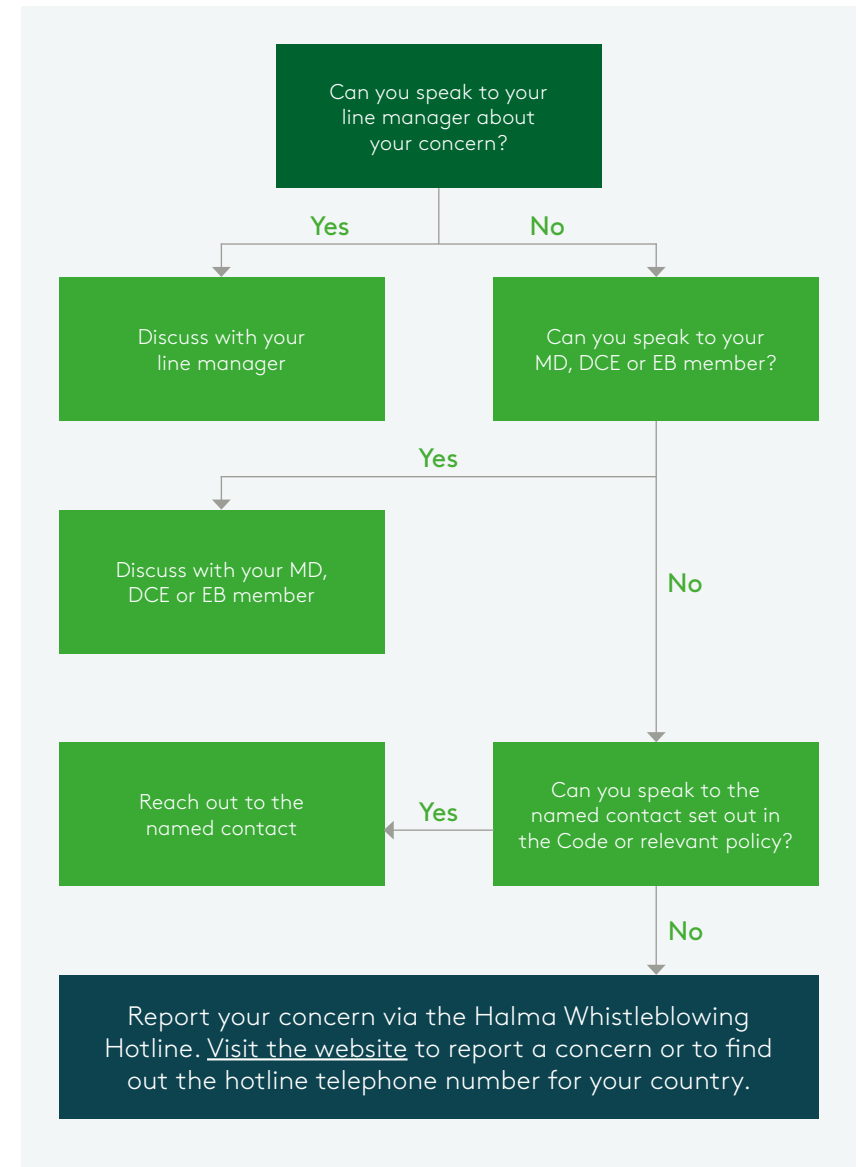 Can you speak to your
line manager about
your concern?
Yes
No
Discuss with your
line manager
Can you speak to your
MD, DCE or EB member?
Yes
Discuss with your MD,
DCE or EB member
No
Reach out to the
named contact
Yes
Can you speak to the
named contact set out in
the Code or relevant policy?
No
Report your concern via the Halma Whistleblowing
Hotline. Visit the website to report a concern or to find
out the hotline telephone number for your country.